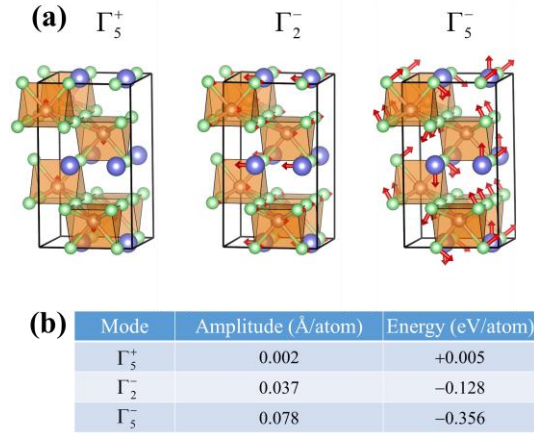 (a) Γ₅⁺ Γ₂⁻ Γ₅⁻
(b) Mode Amplitude (Å/atom) Energy (eV/atom)
Γ₅⁺ 0.002 +0.005
Γ₂⁻ 0.037 −0.128
Γ₅⁻ 0.078 −0.356